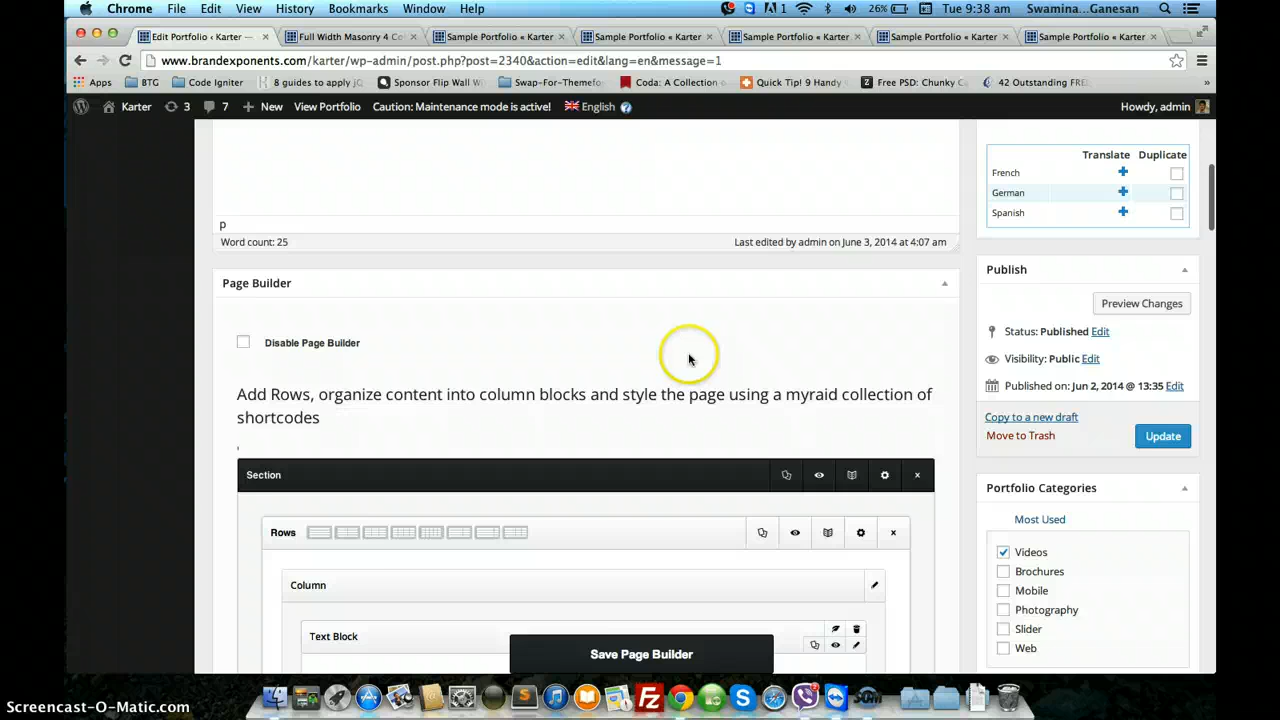 Chrome File Edit View History Bookmarks Window Help 1 26% Tue 9:38 am Swamina...Ganesan
Edit Portfolio ‹ Karter — Full Width Masonry 4 Co Sample Portfolio « Karter Sample Portfolio « Karter Sample Portfolio « Karter Sample Portfolio « Karter Sample Portfolio « Karter
www.brandexponents.com/karter/wp-admin/post.php?post=2340&action=edit&lang=en&message=1
Apps BTG Code Igniter 8 guides to apply jQ Sponsor Flip Wall W Swap-For-Themefo Coda: A Collection o Quick Tip! 9 Handy Free PSD: Chunky Ca 42 Outstanding FREE »
Karter 3 7 + New View Portfolio Caution: Maintenance mode is active! English Howdy, admin
Translate Duplicate
French
German
Spanish
p
Word count: 25 Last edited by admin on June 3, 2014 at 4:07 am
Page Builder
Disable Page Builder
Add Rows, organize content into column blocks and style the page using a myraid collection of
shortcodes
Section
Rows
Column
Text Block
Save Page Builder
Publish
Preview Changes
Status: Published Edit
Visibility: Public Edit
Published on: Jun 2, 2014 @ 13:35 Edit
Copy to a new draft
Move to Trash Update
Portfolio Categories
Most Used
Videos
Brochures
Mobile
Photography
Slider
Web
Screencast-O-Matic.com